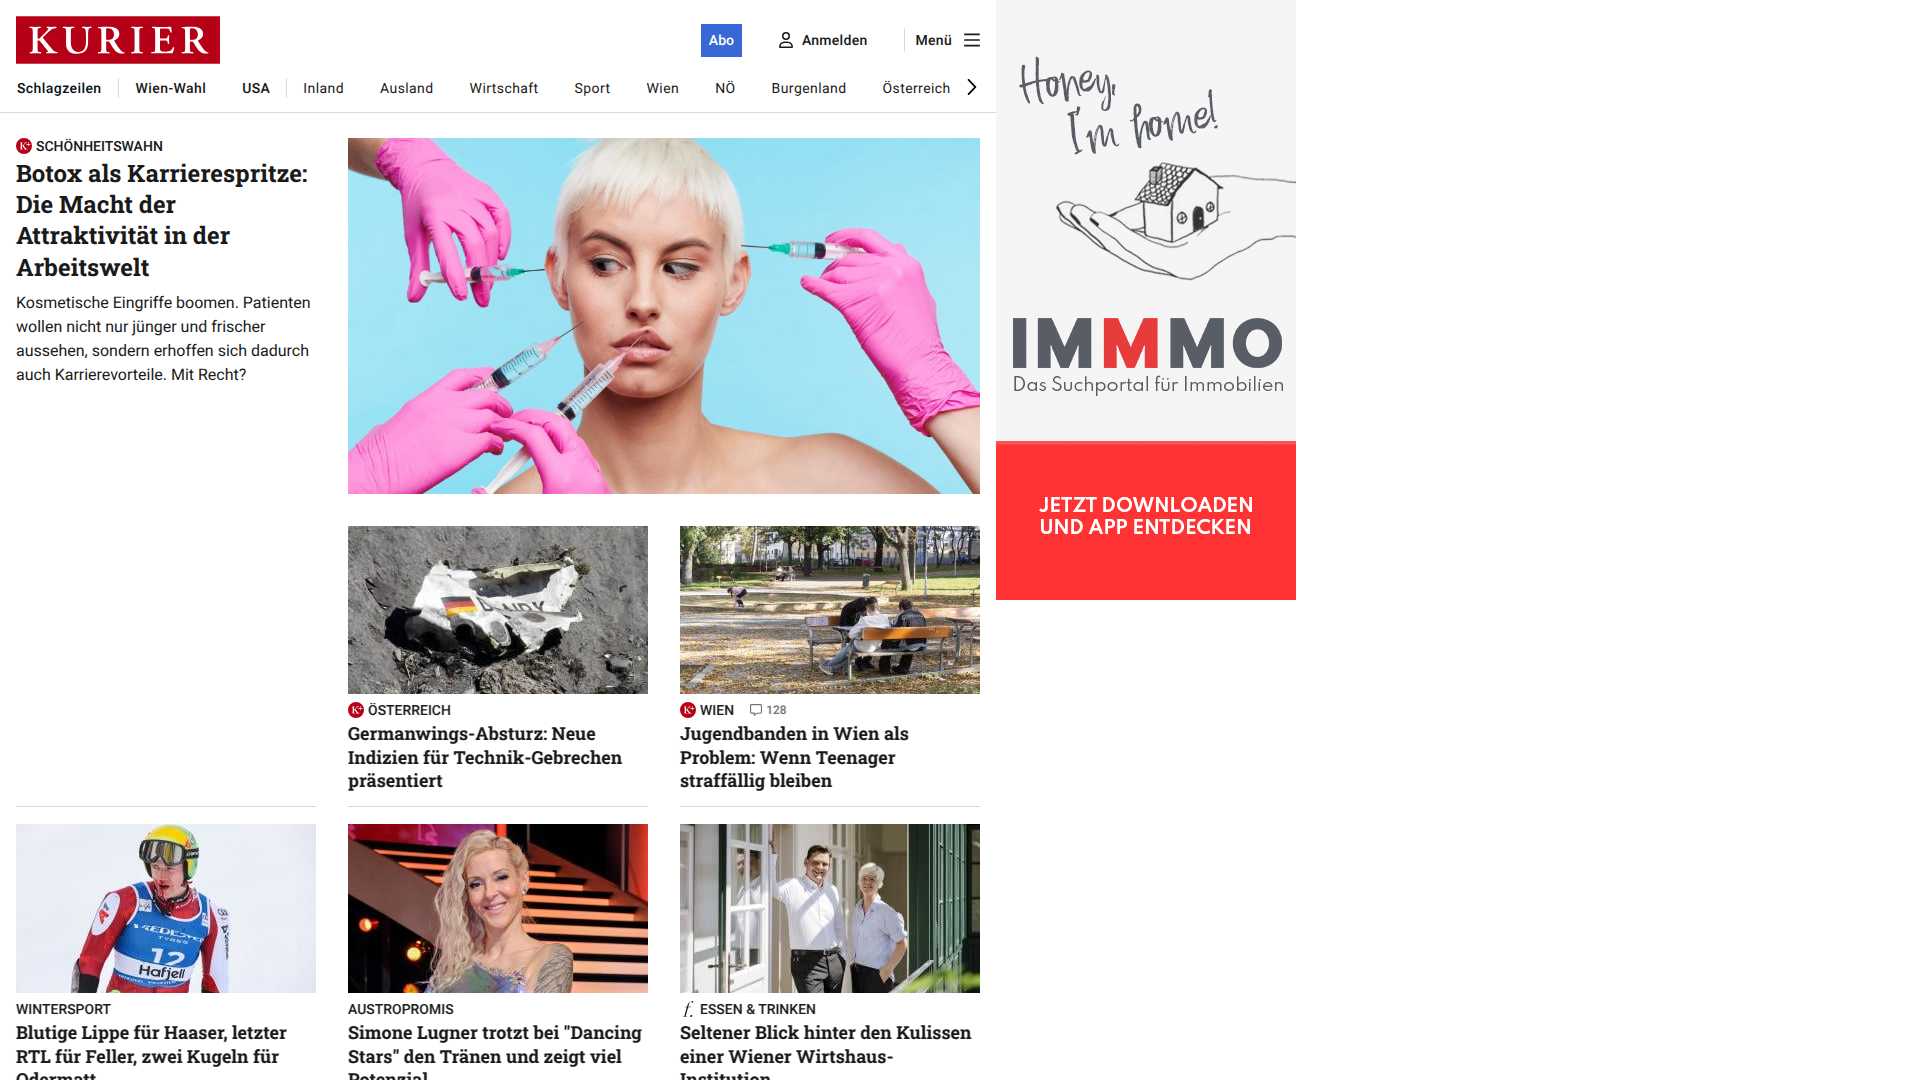 KURIER
Abo
Anmelden
Menü
Schlagzeilen
Wien-Wahl
USA
Inland
Ausland
Wirtschaft
Sport
Wien
NÖ
Burgenland
Österreich
K+ SCHÖNHEITSWAHN
Botox als Karrierespritze:
Die Macht der
Attraktivität in der
Arbeitswelt
Kosmetische Eingriffe boomen. Patienten
wollen nicht nur jünger und frischer
aussehen, sondern erhoffen sich dadurch
auch Karrierevorteile. Mit Recht?
K+ ÖSTERREICH
Germanwings-Absturz: Neue
Indizien für Technik-Gebrechen
präsentiert
K+ WIEN 128
Jugendbanden in Wien als
Problem: Wenn Teenager
straffällig bleiben
12
Hafjell
WINTERSPORT
Blutige Lippe für Haaser, letzter
RTL für Feller, zwei Kugeln für
Odermatt
AUSTROPROMIS
Simone Lugner trotzt bei "Dancing
Stars" den Tränen und zeigt viel
Potenzial
f. ESSEN & TRINKEN
Seltener Blick hinter den Kulissen
einer Wiener Wirtshaus-
Institution
Honey,
I'm home!
IMMMO
Das Suchportal für Immobilien
JETZT DOWNLOADEN
UND APP ENTDECKEN